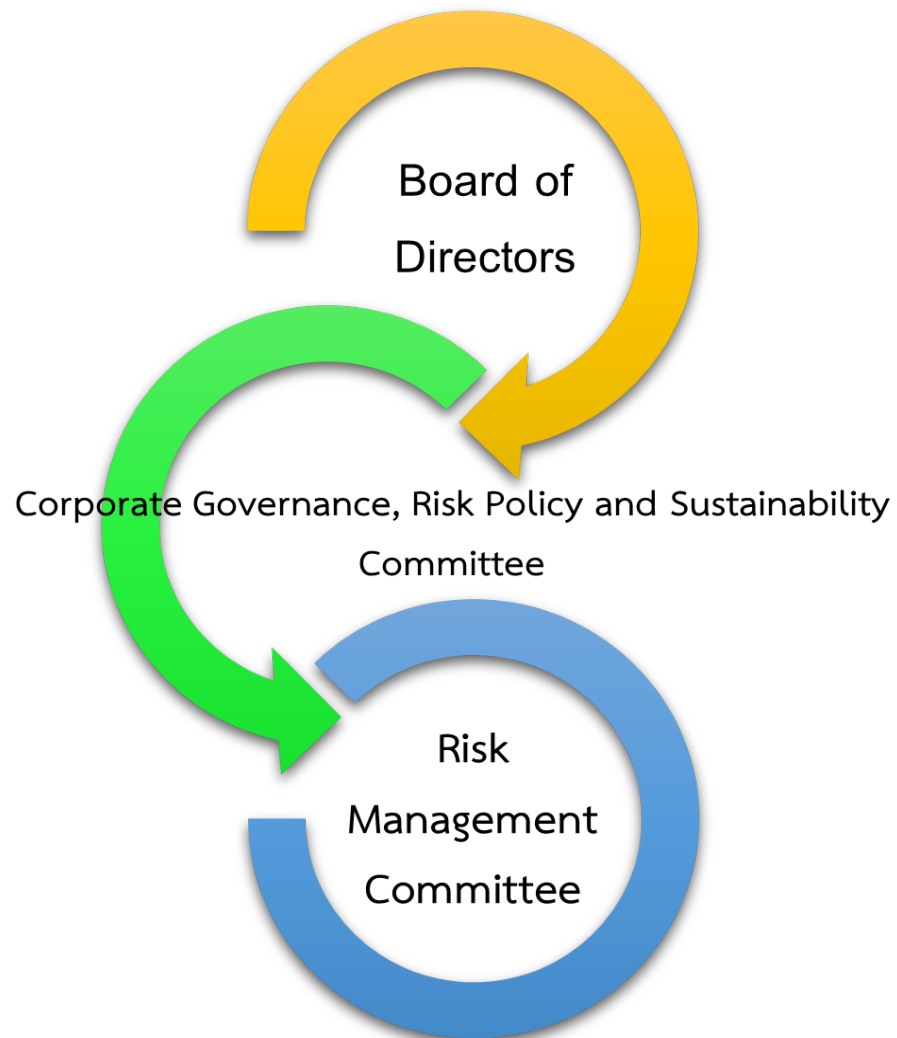 Board of
Directors
Corporate Governance, Risk Policy and Sustainability
Committee
Risk
Management
Committee